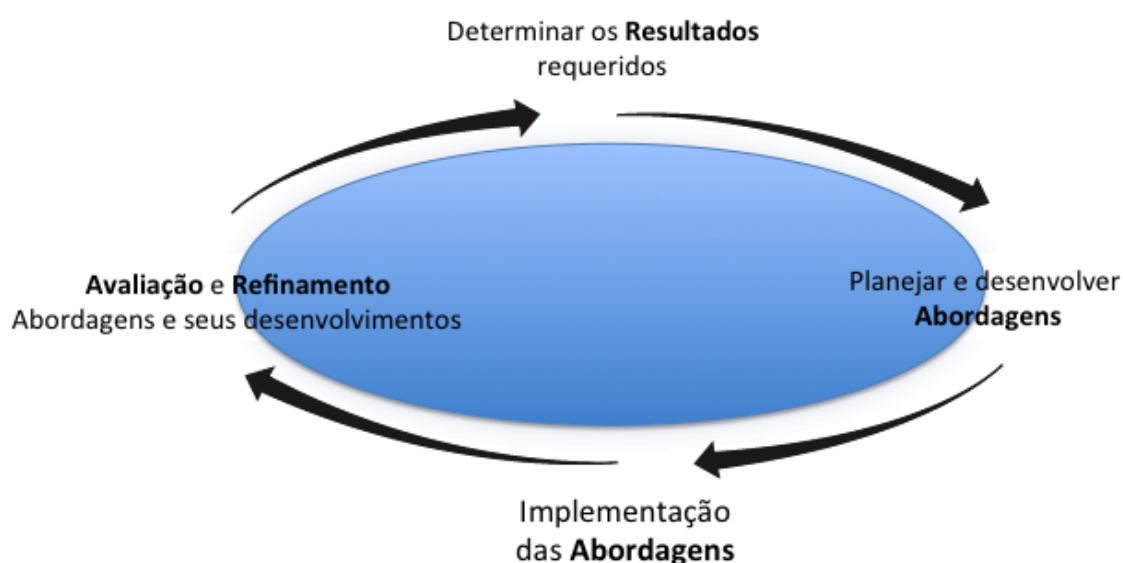 Determinar os Resultados
requeridos
Planejar e desenvolver
Abordagens
Implementação
das Abordagens
Avaliação e Refinamento
Abordagens e seus desenvolvimentos